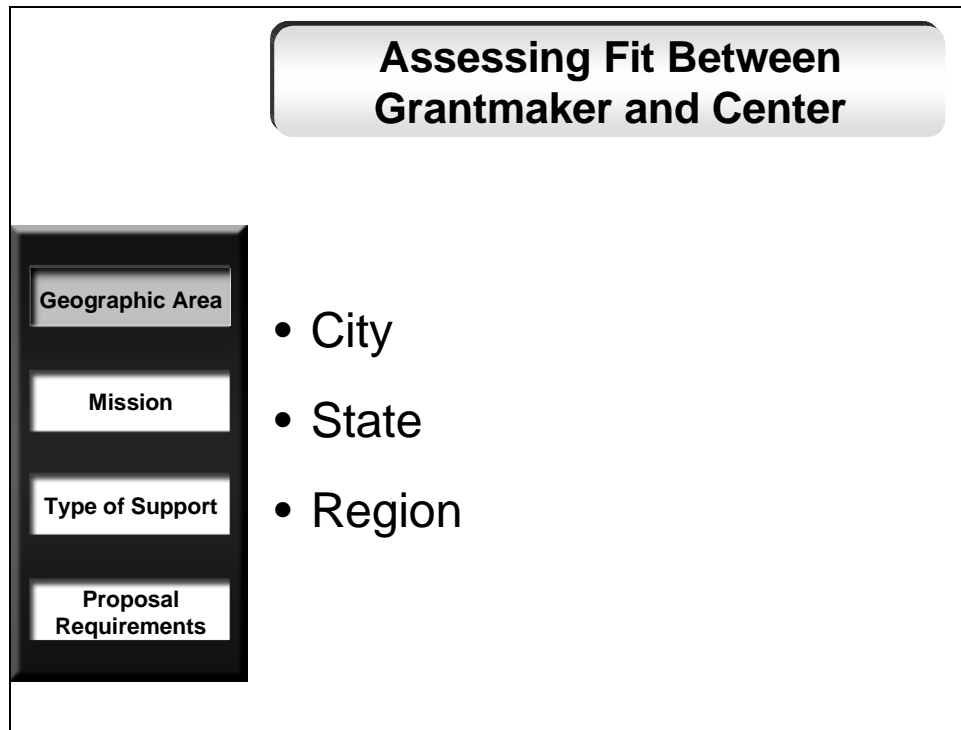 Assessing Fit Between
Grantmaker and Center
Geographic Area
Mission
Type of Support
Proposal
Requirements
• City
• State
• Region